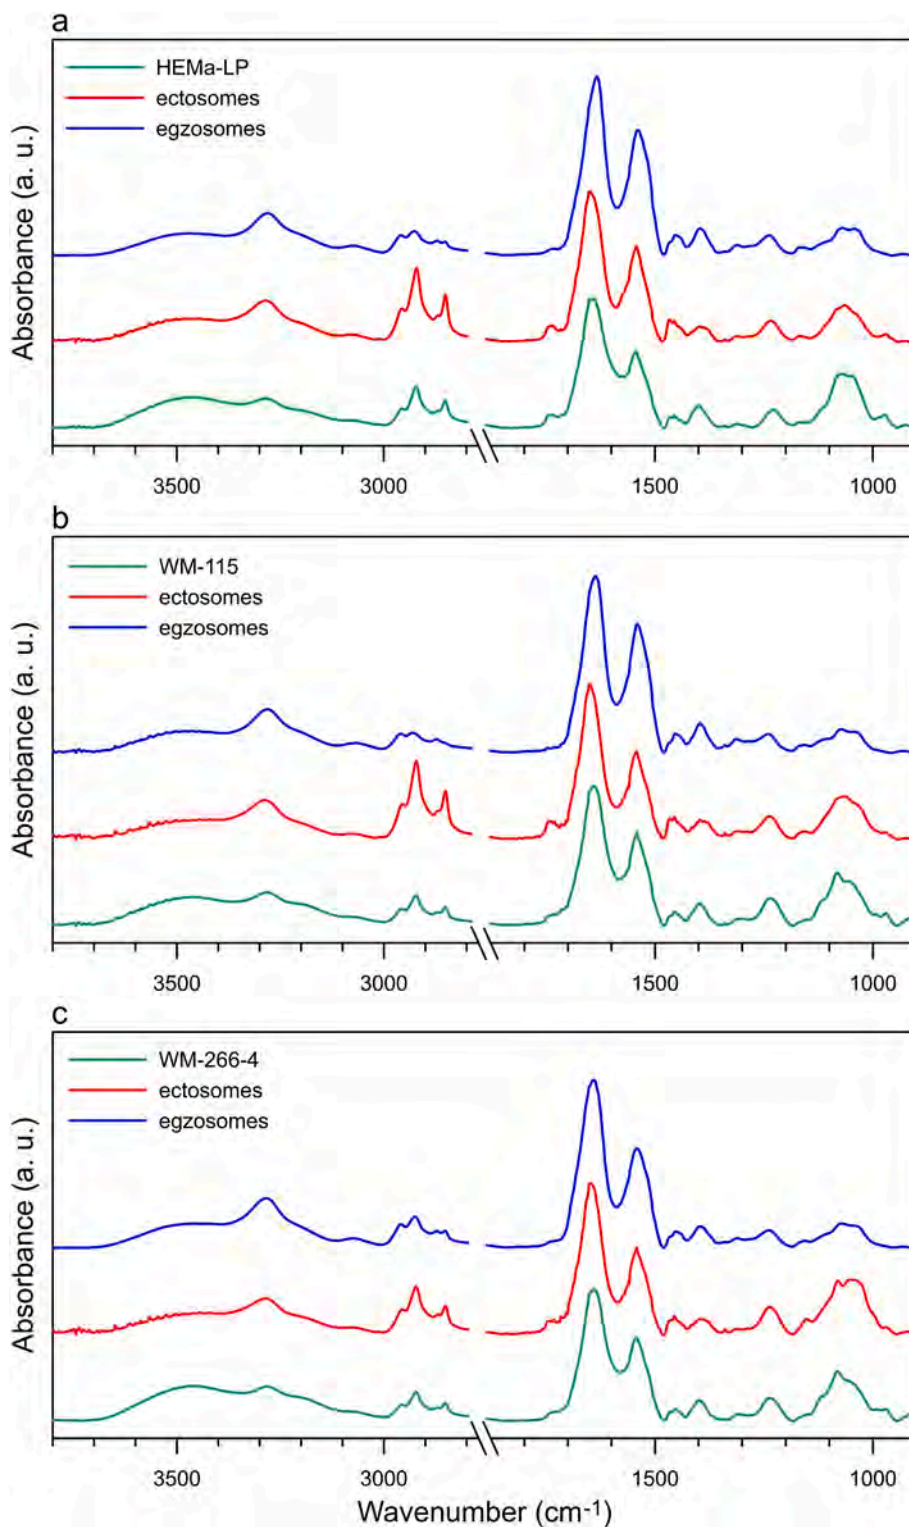 a
HEMa-LP
ectosomes
egzosomes
Absorbance (a. u.)
3500 3000 1500 1000
b
WM-115
ectosomes
egzosomes
Absorbance (a. u.)
3500 3000 1500 1000
c
WM-266-4
ectosomes
egzosomes
Absorbance (a. u.)
3500 3000 1500 1000
Wavenumber (cm⁻¹)